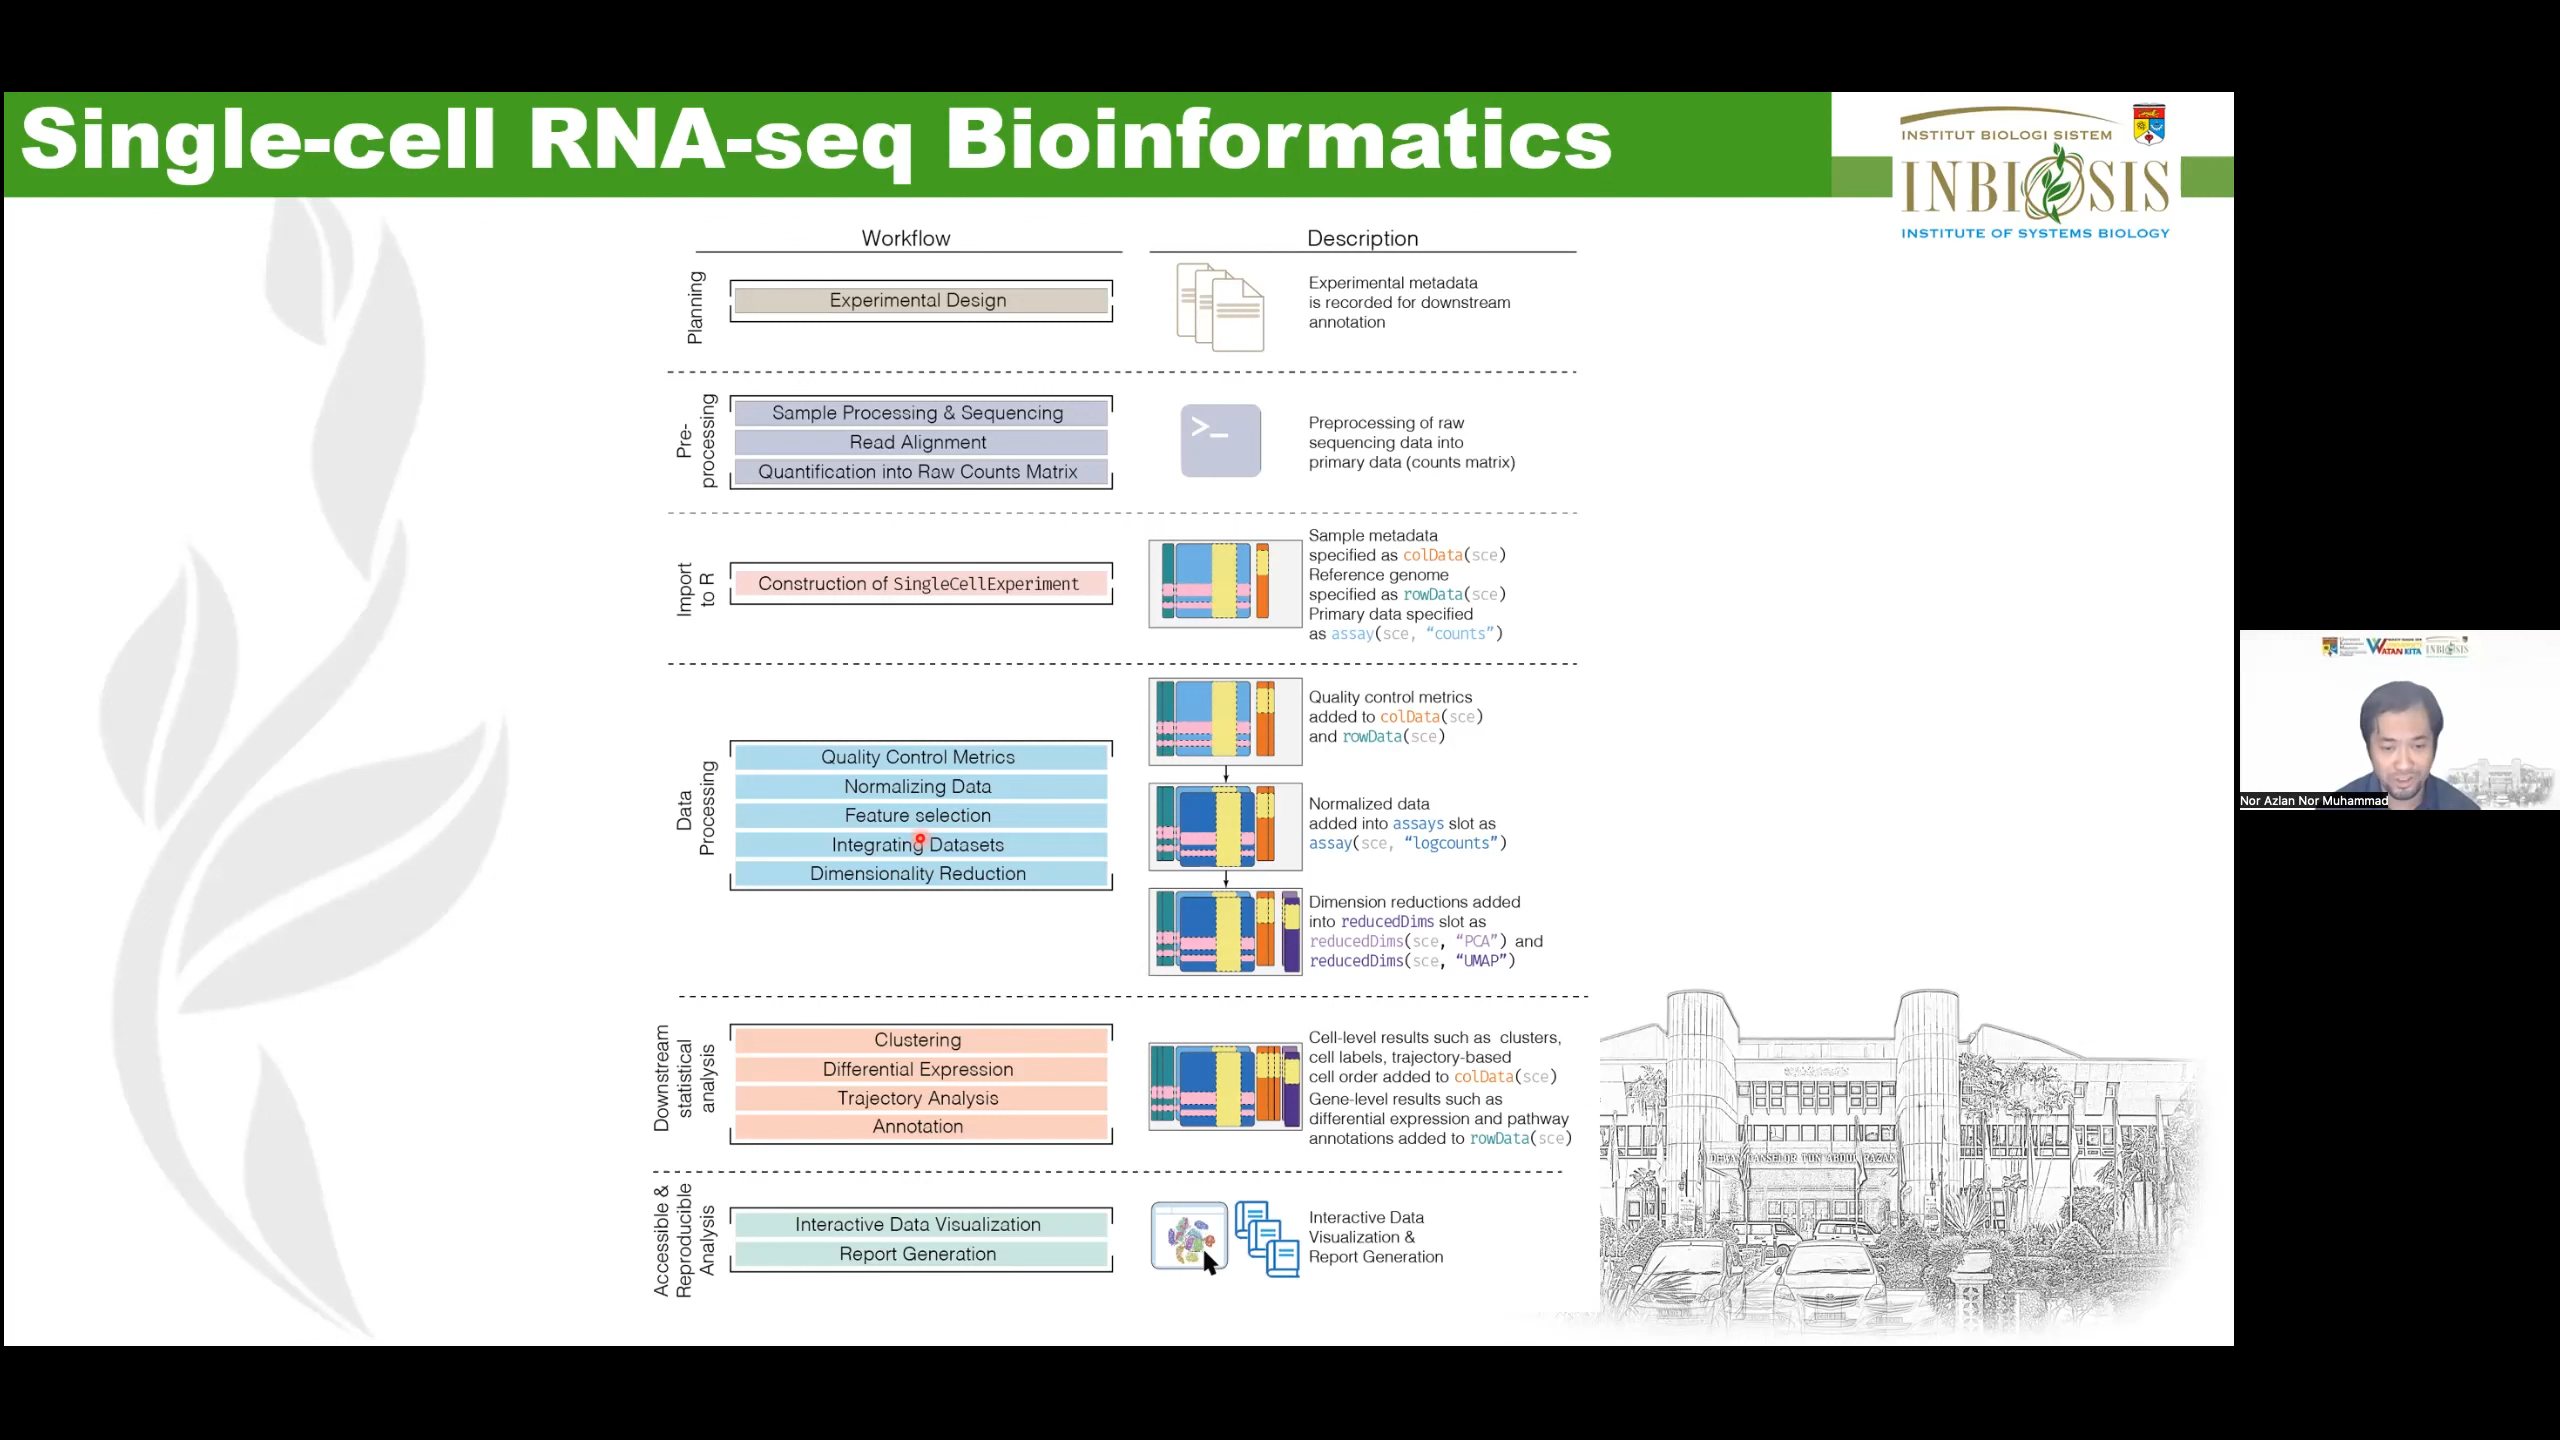 Single-cell RNA-seq Bioinformatics
INSTITUT BIOLOGI SISTEM
INBIOSIS
INSTITUTE OF SYSTEMS BIOLOGY
Workflow
Description
Planning
Experimental Design
Experimental metadata
is recorded for downstream
annotation
Pre-
processing
Sample Processing & Sequencing
Read Alignment
Quantification into Raw Counts Matrix
>_
Preprocessing of raw
sequencing data into
primary data (counts matrix)
Import
to R
Construction of SingleCellExperiment
Sample metadata
specified as colData(sce)
Reference genome
specified as rowData(sce)
Primary data specified
as assay(sce, “counts”)
Data
Processing
Quality Control Metrics
Normalizing Data
Feature selection
Integrating Datasets
Dimensionality Reduction
Quality control metrics
added to colData(sce)
and rowData(sce)
Normalized data
added into assays slot as
assay(sce, “logcounts”)
Dimension reductions added
into reducedDims slot as
reducedDims(sce, “PCA”) and
reducedDims(sce, “UMAP”)
Downstream
statistical
analysis
Clustering
Differential Expression
Trajectory Analysis
Annotation
Cell-level results such as clusters,
cell labels, trajectory-based
cell order added to colData(sce)
Gene-level results such as
differential expression and pathway
annotations added to rowData(sce)
Accessible &
Reproducible
Analysis
Interactive Data Visualization
Report Generation
Interactive Data
Visualization &
Report Generation
DEWAN CANSELOR TUN ABDUL RAZAK
WATAN KITA
INBIOSIS
Nor Azlan Nor Muhammad